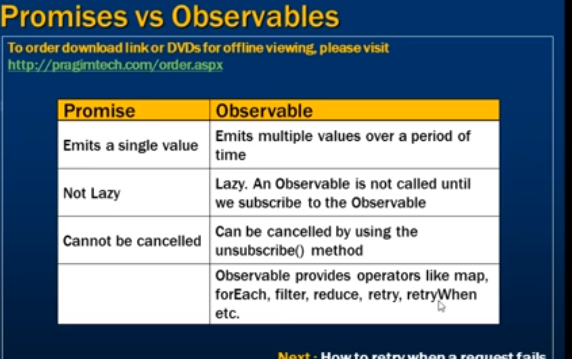 Promises vs Observables
To order download link or DVDs for offline viewing, please visit
http://pragimtech.com/order.aspx
Promise
Observable
Emits a single value
Emits multiple values over a period of
time
Not Lazy
Lazy. An Observable is not called until
we subscribe to the Observable
Cannot be cancelled
Can be cancelled by using the
unsubscribe() method
Observable provides operators like map,
forEach, filter, reduce, retry, retryWhen
etc.
Next - How to retry when a request fails